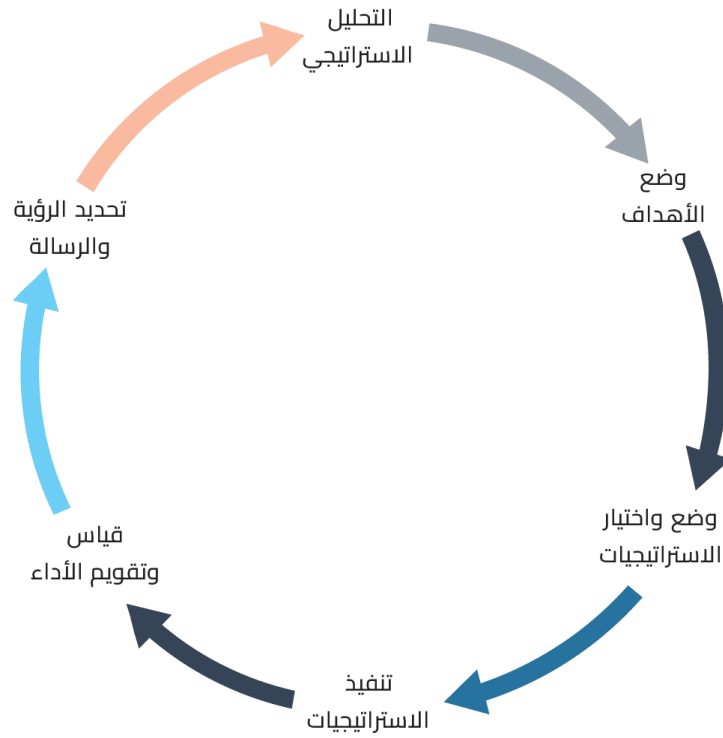 التحليل
الاستراتيجي
وضع
الأهداف
وضع واختيار
الاستراتيجيات
تنفيذ
الاستراتيجيات
قياس
وتقويم الأداء
تحديد الرؤية
والرسالة